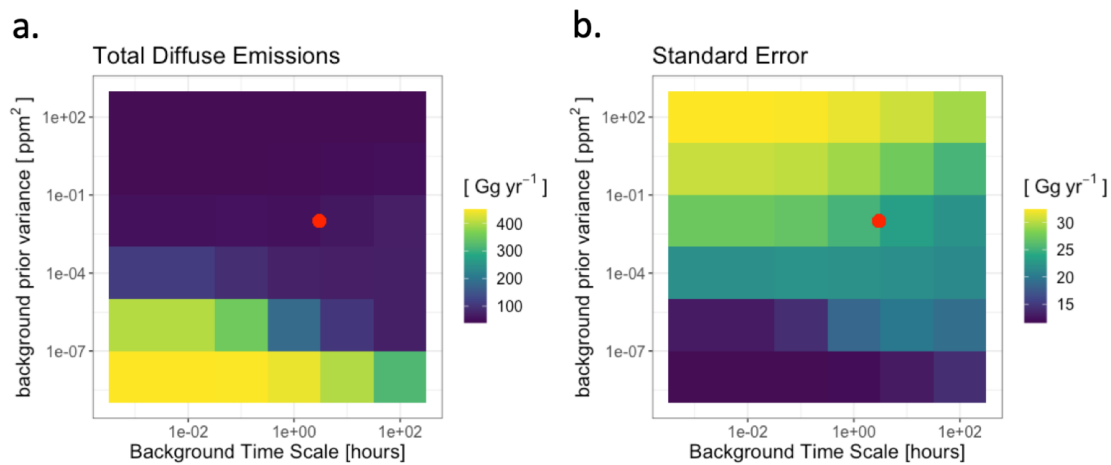 a.
Total Diffuse Emissions
background prior variance [ ppm² ]
1e+02
1e-01
1e-04
1e-07
1e-02
1e+00
1e+02
Background Time Scale [hours]
[ Gg yr⁻¹ ]
400
300
200
100
b.
Standard Error
background prior variance [ ppm² ]
1e+02
1e-01
1e-04
1e-07
1e-02
1e+00
1e+02
Background Time Scale [hours]
[ Gg yr⁻¹ ]
30
25
20
15